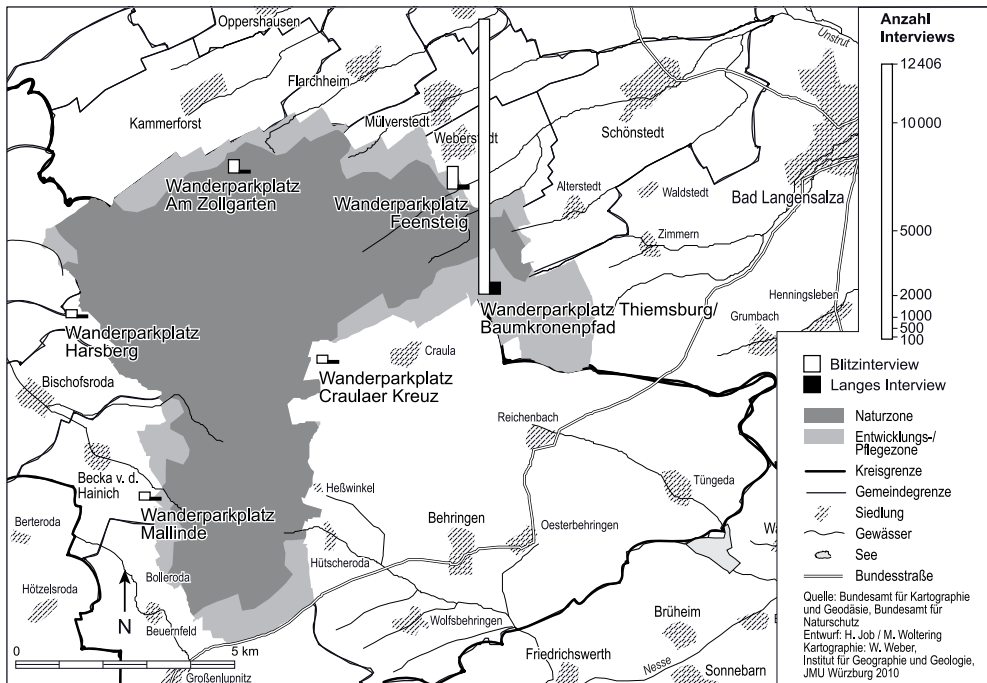 Oppershausen
Flarchheim
Kammerforst
Mülverstedt
Weberstedt
Schönstedt
Unstrut
Wanderparkplatz
Am Zollgarten
Wanderparkplatz
Feensteig
Alterstedt
Waldstedt
Bad Langensalza
Zimmern
Wanderparkplatz Thiemsburg/
Baumkronenpfad
Henningsleben
Grumbach
Wanderparkplatz
Harsberg
Craula
Wanderparkplatz
Craulaer Kreuz
Bischofsroda
Reichenbach
Becka v. d.
Hainich
Heßwinkel
Tüngeda
Wanderparkplatz
Mallinde
Behringen
Oesterbehringen
Berteroda
Hütscheroda
Bolleroda
Hötzelsroda
N
Beuernfeld
Wolfsbehringen
Brüheim
0
5 km
Friedrichswerth
Nesse
Sonnebarn
Großenlupnitz
Anzahl
Interviews
12406
10000
5000
2000
1000
500
100
Blitzinterview
Langes Interview
Naturzone
Entwicklungs-/
Pflegezone
Kreisgrenze
Gemeindegrenze
Siedlung
Gewässer
See
Bundesstraße
Quelle: Bundesamt für Kartographie
und Geodäsie, Bundesamt für
Naturschutz
Entwurf: H. Job / M. Woltering
Kartographie: W. Weber,
Institut für Geographie und Geologie,
JMU Würzburg 2010